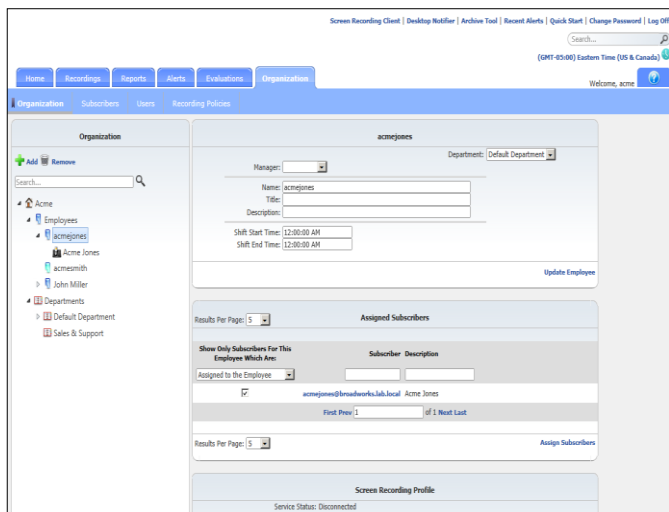 Screen Recording Client | Desktop Notifier | Archive Tool | Recent Alerts | Quick Start | Change Password | Log Off
Search...
(GMT-05:00) Eastern Time (US & Canada)
Home Recordings Reports Alerts Evaluations Organization
Welcome, acme
Organization Subscribers Users Recording Policies
Organization
Add Remove
Search...
Acme
Employees
acmejones
Acme Jones
acmesmith
John Miller
Departments
Default Department
Sales & Support
acmejones
Department: Default Department
Manager:
Name: acmejones
Title:
Description:
Shift Start Time: 12:00:00 AM
Shift End Time: 12:00:00 AM
Update Employee
Results Per Page: 5 Assigned Subscribers
Show Only Subscribers For This
Employee Which Are: Subscriber Description
Assigned to the Employee
acmejones@broadworks.lab.local Acme Jones
First Prev 1 of 1 Next Last
Results Per Page: 5 Assign Subscribers
Screen Recording Profile
Service Status: Disconnected